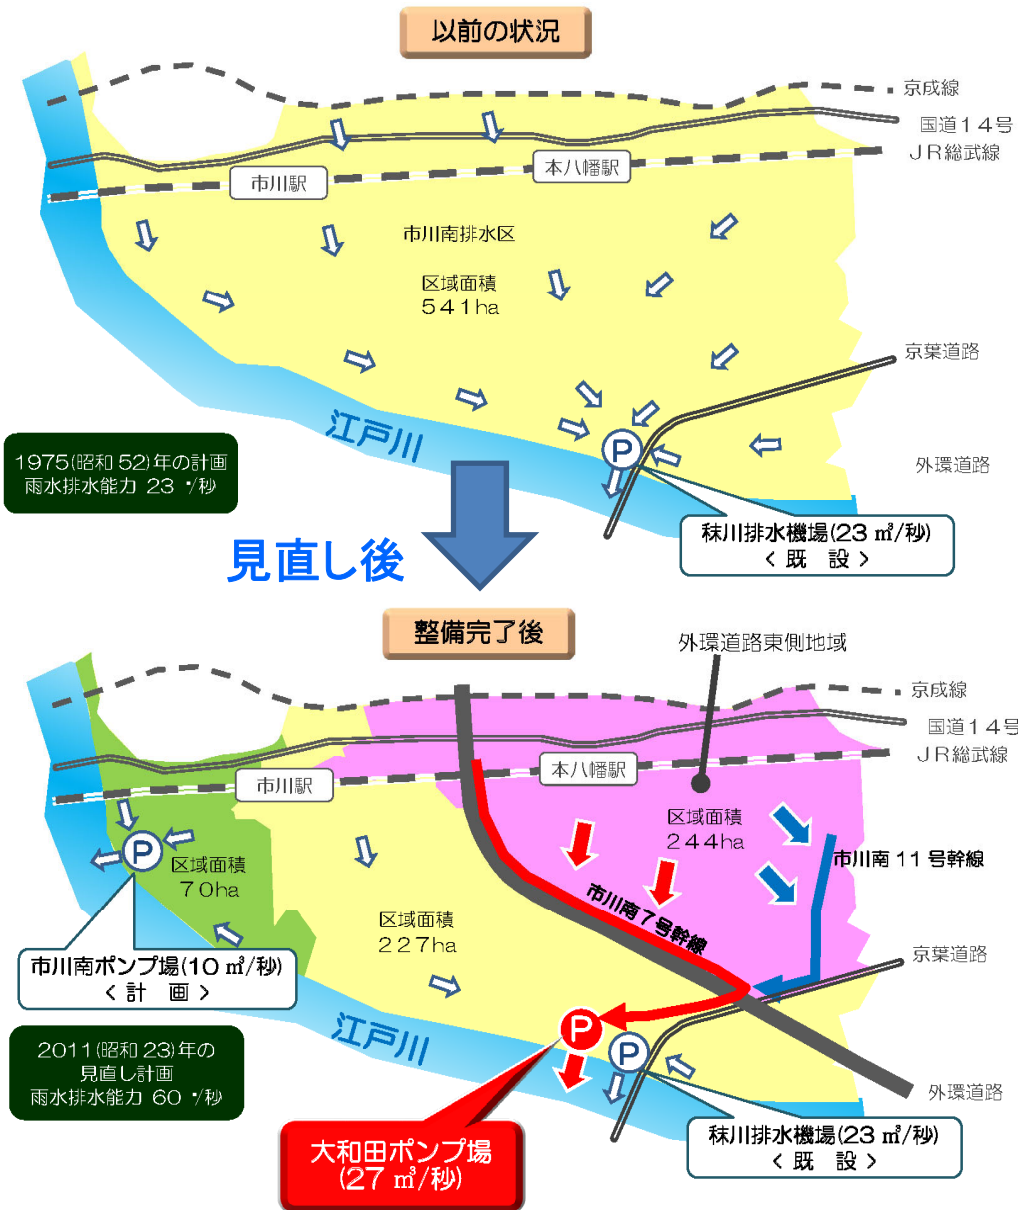 以前の状況
京成線
国道14号
JR総武線
市川駅
本八幡駅
市川南排水区
区域面積
541ha
京葉道路
江戸川
P
外環道路
1975(昭和52)年の計画
雨水排水能力 23 ㎥/秒
秣川排水機場(23 ㎥/秒)
< 既 設 >
見直し後
整備完了後
外環道路東側地域
京成線
国道14号
JR総武線
市川駅
本八幡駅
区域面積
244ha
P
区域面積
70ha
市川南 11 号幹線
市川南7号幹線
区域面積
227ha
市川南ポンプ場(10 ㎥/秒)
< 計 画 >
京葉道路
江戸川
P
P
2011(昭和 23)年の
見直し計画
雨水排水能力 60 ㎥/秒
外環道路
大和田ポンプ場
(27 ㎥/秒)
秣川排水機場(23 ㎥/秒)
< 既 設 >